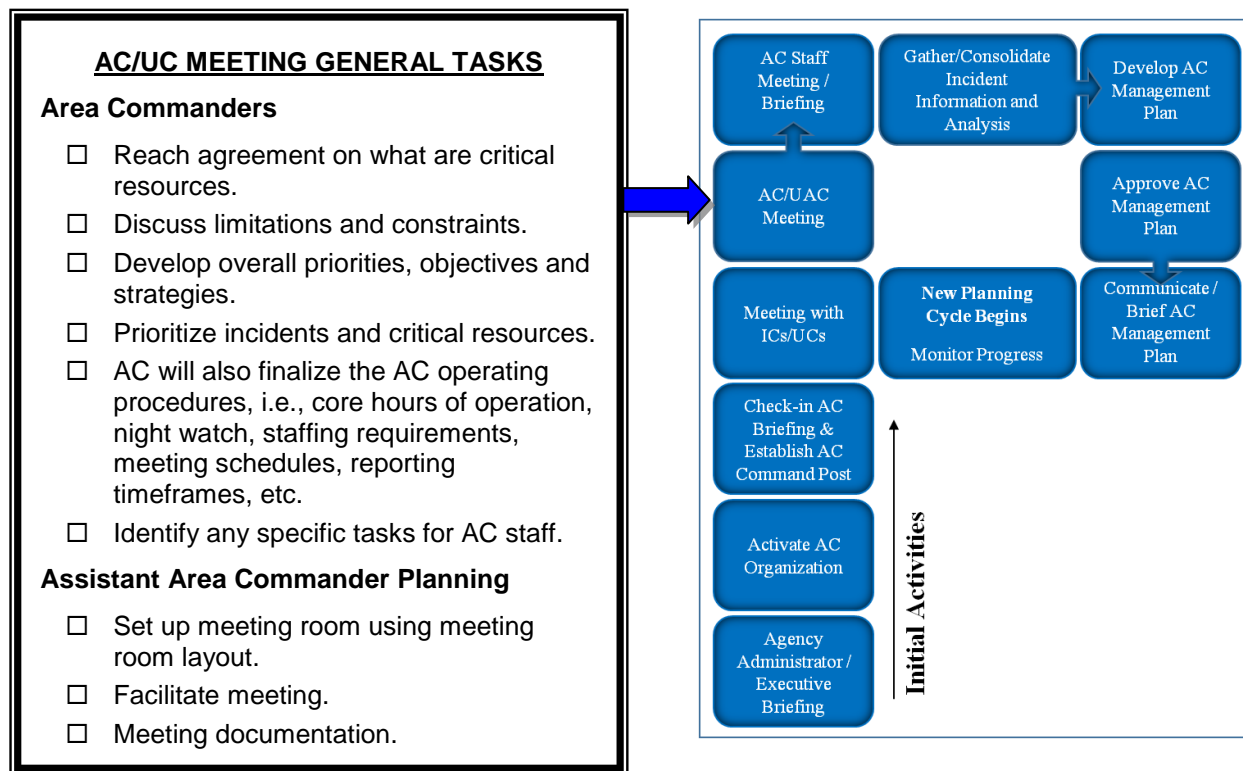 AC/UC MEETING GENERAL TASKS
Area Commanders
☐ Reach agreement on what are critical
resources.
☐ Discuss limitations and constraints.
☐ Develop overall priorities, objectives and
strategies.
☐ Prioritize incidents and critical resources.
☐ AC will also finalize the AC operating
procedures, i.e., core hours of operation,
night watch, staffing requirements,
meeting schedules, reporting
timeframes, etc.
☐ Identify any specific tasks for AC staff.
Assistant Area Commander Planning
☐ Set up meeting room using meeting
room layout.
☐ Facilitate meeting.
☐ Meeting documentation.
AC Staff
Meeting /
Briefing
Gather/Consolidate
Incident
Information and
Analysis
Develop AC
Management
Plan
AC/UAC
Meeting
Approve AC
Management
Plan
Meeting with
ICs/UCs
New Planning
Cycle Begins
Monitor Progress
Communicate /
Brief AC
Management
Plan
Check-in AC
Briefing &
Establish AC
Command Post
Activate AC
Organization
Agency
Administrator /
Executive
Briefing
Initial Activities